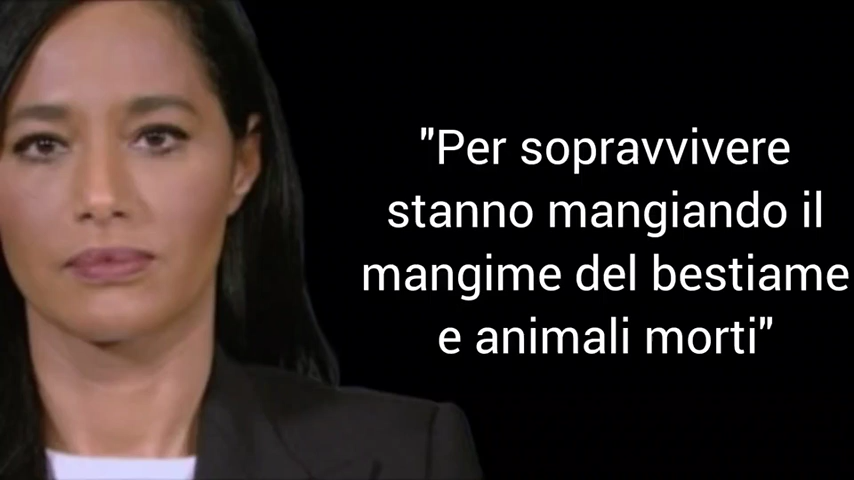 "Per sopravvivere
stanno mangiando il
mangime del bestiame
e animali morti"